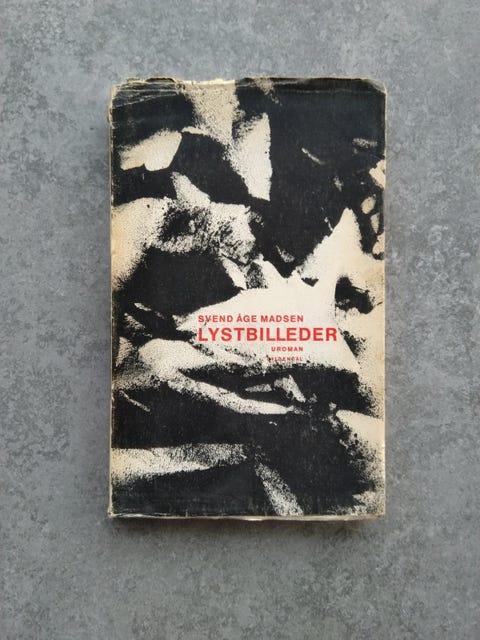 SVEND ÅGE MADSEN
LYSTBILLEDER
UROMAN
GYLDENDAL